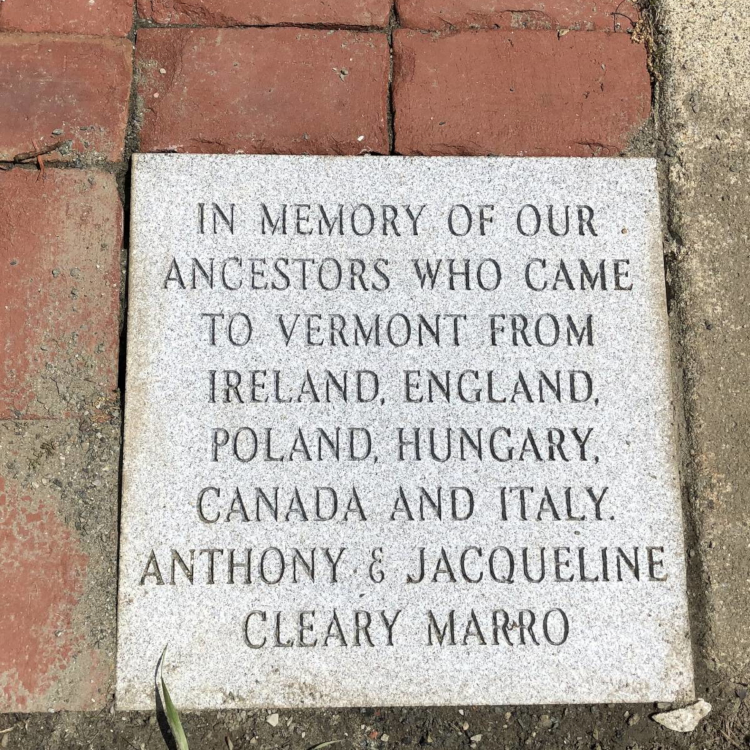 IN MEMORY OF OUR
ANCESTORS WHO CAME
TO VERMONT FROM
IRELAND, ENGLAND,
POLAND, HUNGARY,
CANADA AND ITALY.
ANTHONY & JACQUELINE
CLEARY MARRO